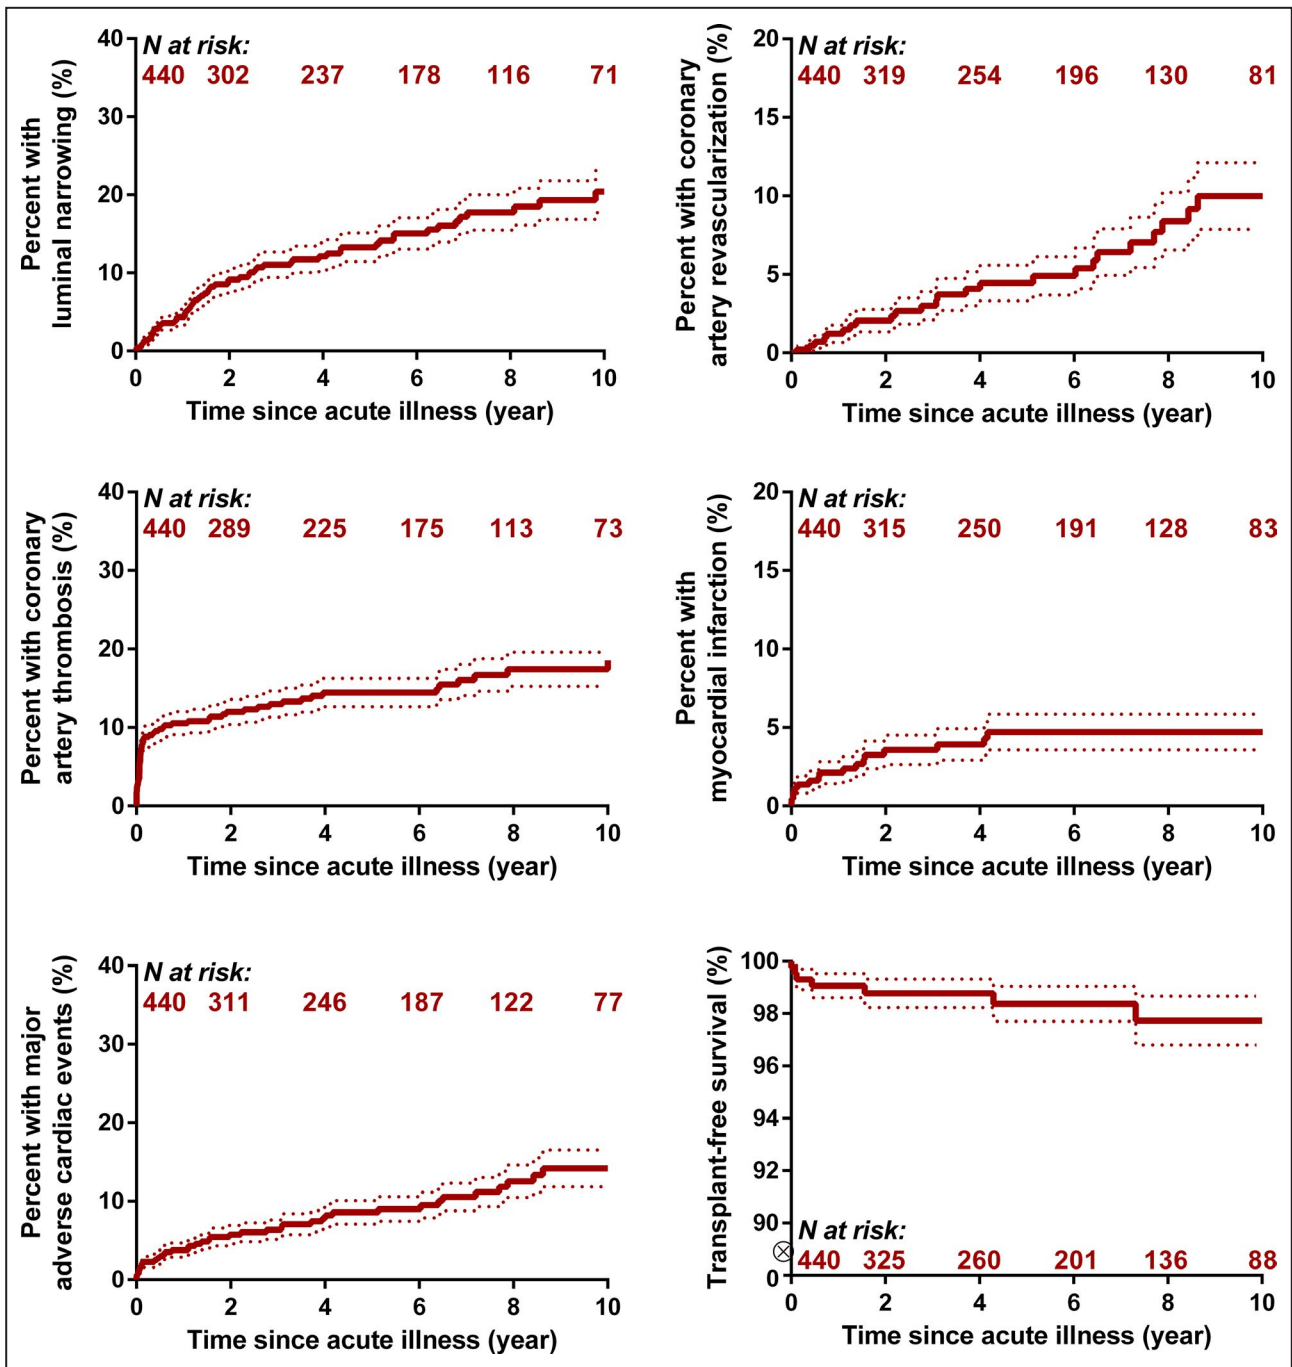 Percent with
luminal narrowing (%)
40
30
20
10
0
N at risk:
440 302 237 178 116 71
0 2 4 6 8 10
Time since acute illness (year)
Percent with coronary
artery revascularization (%)
20
15
10
5
0
N at risk:
440 319 254 196 130 81
0 2 4 6 8 10
Time since acute illness (year)
Percent with coronary
artery thrombosis (%)
40
30
20
10
0
N at risk:
440 289 225 175 113 73
0 2 4 6 8 10
Time since acute illness (year)
Percent with
myocardial infarction (%)
20
15
10
5
0
N at risk:
440 315 250 191 128 83
0 2 4 6 8 10
Time since acute illness (year)
Percent with major
adverse cardiac events (%)
40
30
20
10
0
N at risk:
440 311 246 187 122 77
0 2 4 6 8 10
Time since acute illness (year)
Transplant-free survival (%)
100
98
96
94
92
90
0
N at risk:
440 325 260 201 136 88
0 2 4 6 8 10
Time since acute illness (year)